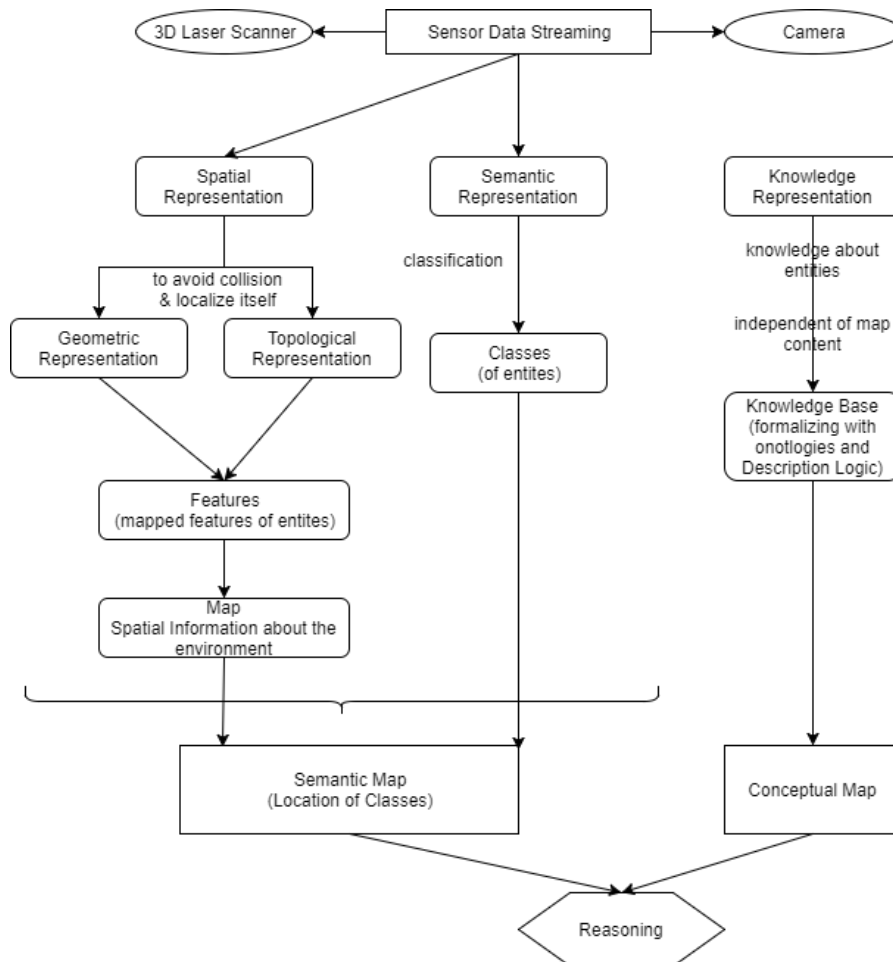 3D Laser Scanner
Sensor Data Streaming
Camera
Spatial
Representation
Semantic
Representation
Knowledge
Representation
classification
knowledge about
entities
to avoid collision
& localize itself
independent of map
content
Geometric
Representation
Topological
Representation
Classes
(of entites)
Knowledge Base
(formalizing with
onotlogies and
Description Logic)
Features
(mapped features of entites)
Map
Spatial Information about the
environment
Semantic Map
(Location of Classes)
Conceptual Map
Reasoning